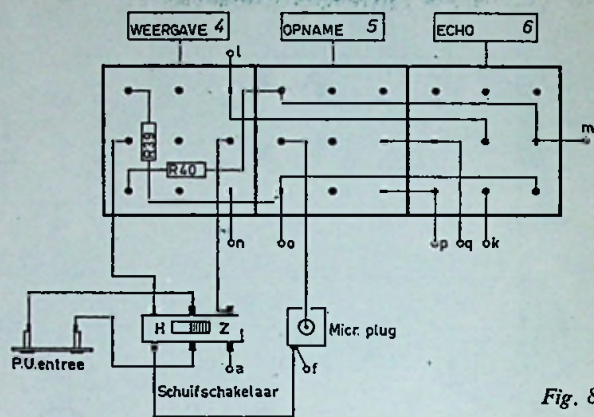 WEERGAVE 4 OPNAME 5 ECHO 6
l
R39
R40
m
n o p q k
H Z
P.U. entree
Schuifschakelaar
a
Micr. plug
f
Fig. 8